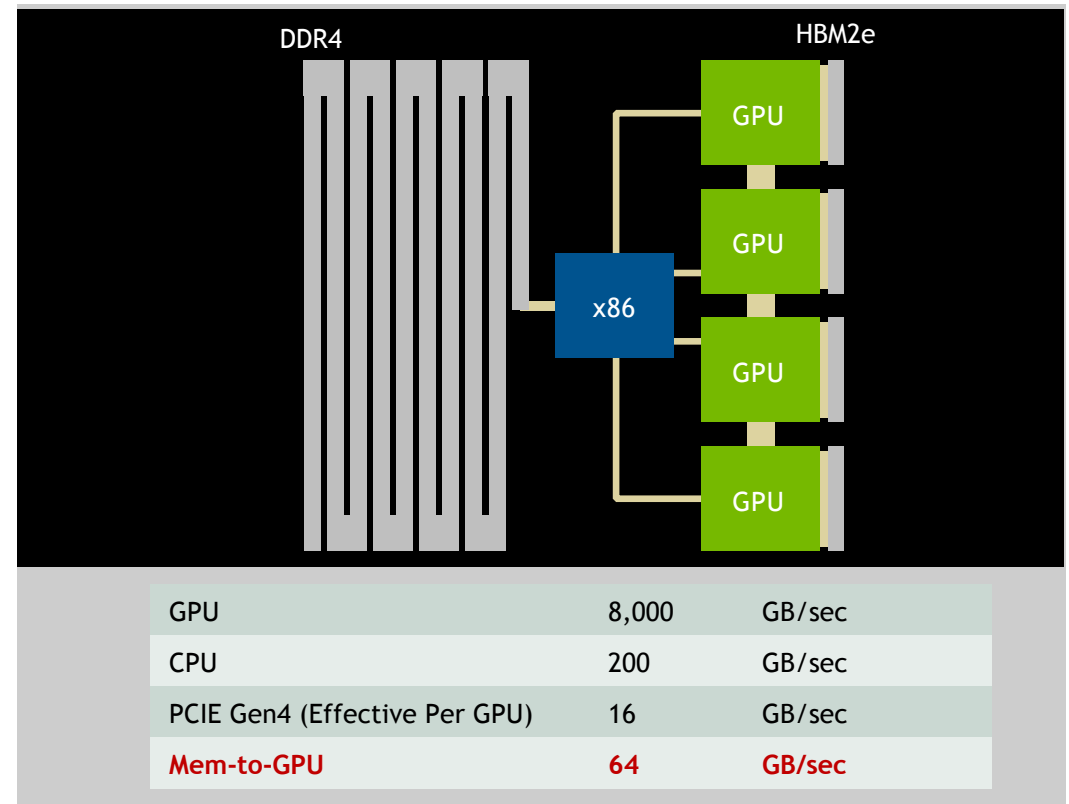 DDR4
HBM2e
GPU
GPU
x86
GPU
GPU
GPU 8,000 GB/sec
CPU 200 GB/sec
PCIE Gen4 (Effective Per GPU) 16 GB/sec
Mem-to-GPU 64 GB/sec